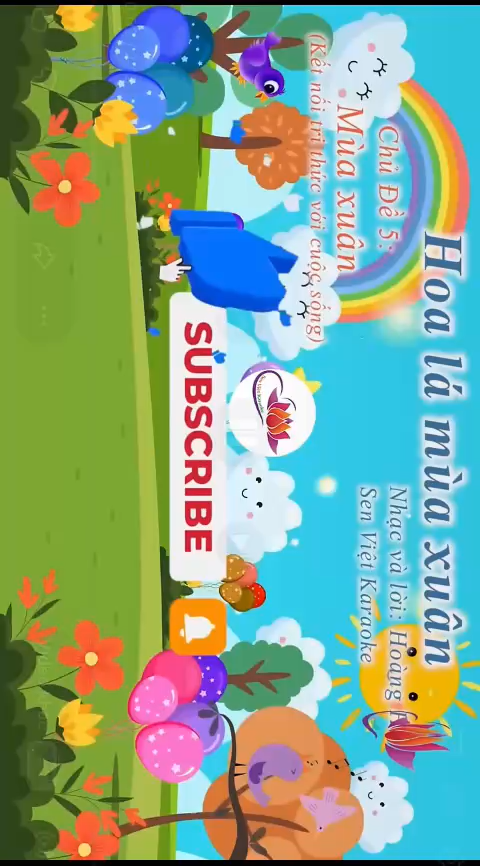 Hoa lá mùa xuân
Chủ Đề 5:
Mùa xuân
(Kết nối tri thức với cuộc sống)
Nhạc và lời: Hoàng
Sen Việt Karaoke
SUBSCRIBE